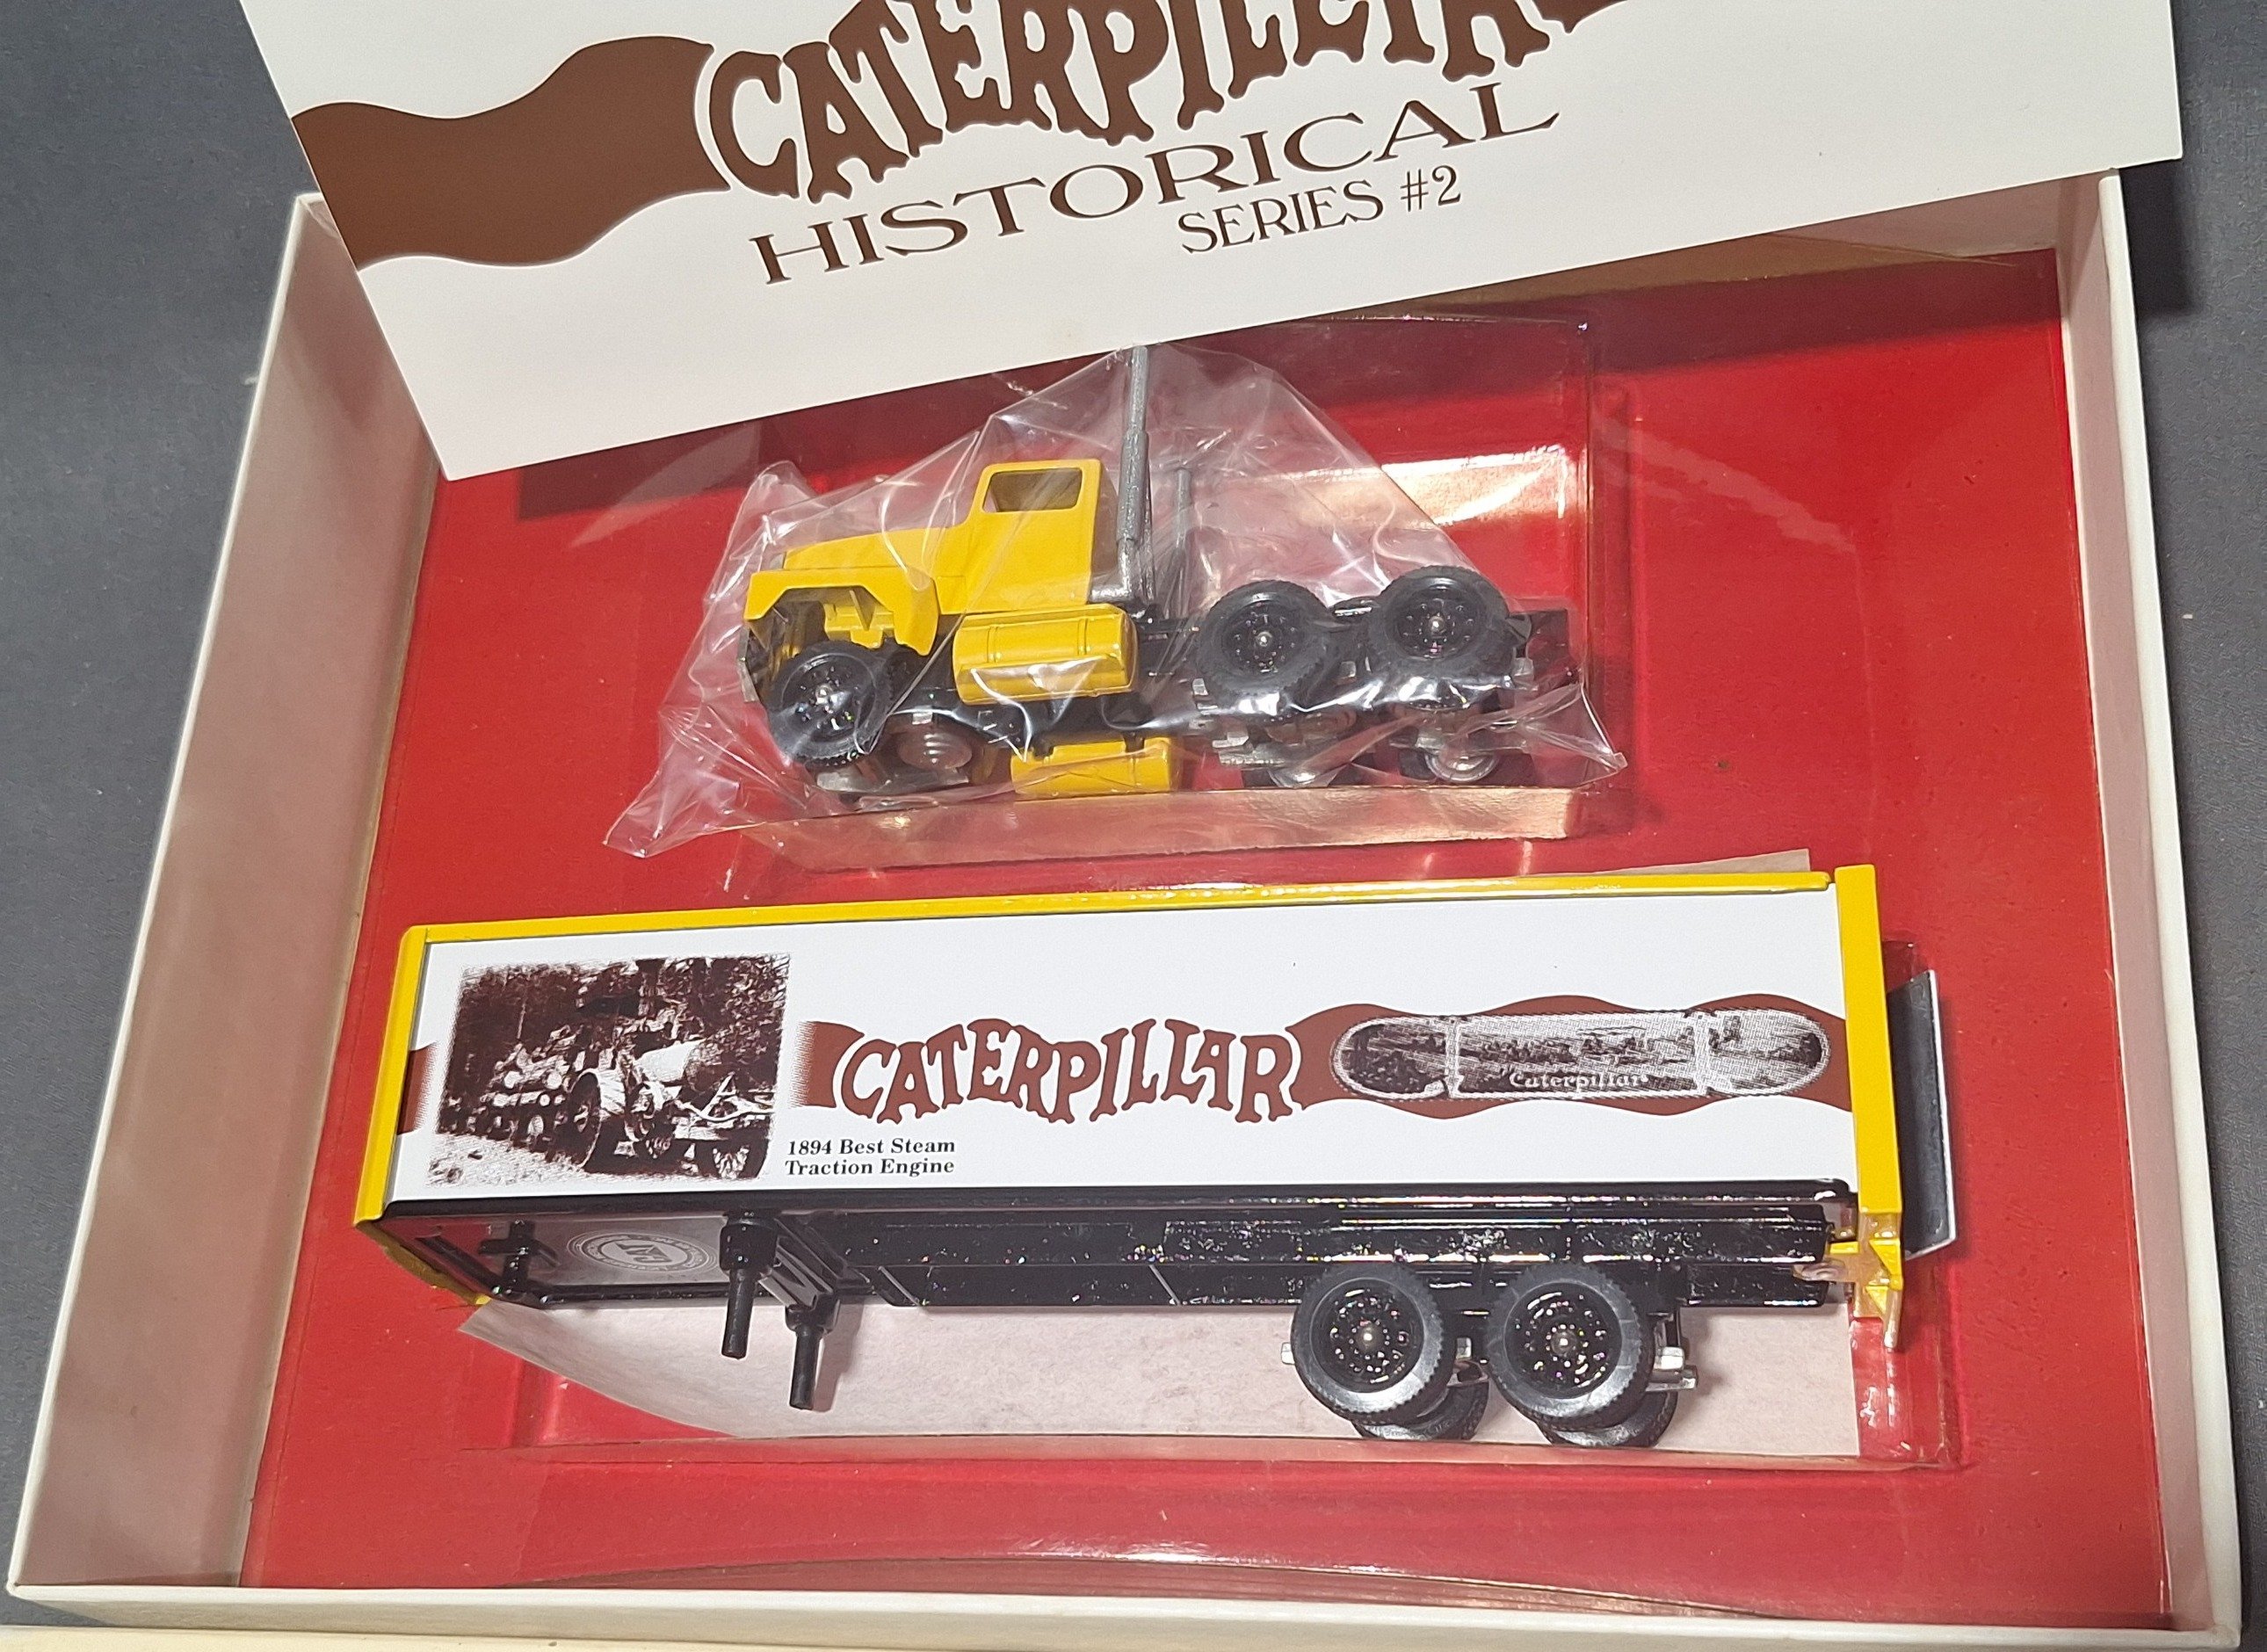 CATERPILLAR
HISTORICAL
SERIES #2
CATERPILLAR
Caterpillar
1894 Best Steam
Traction Engine